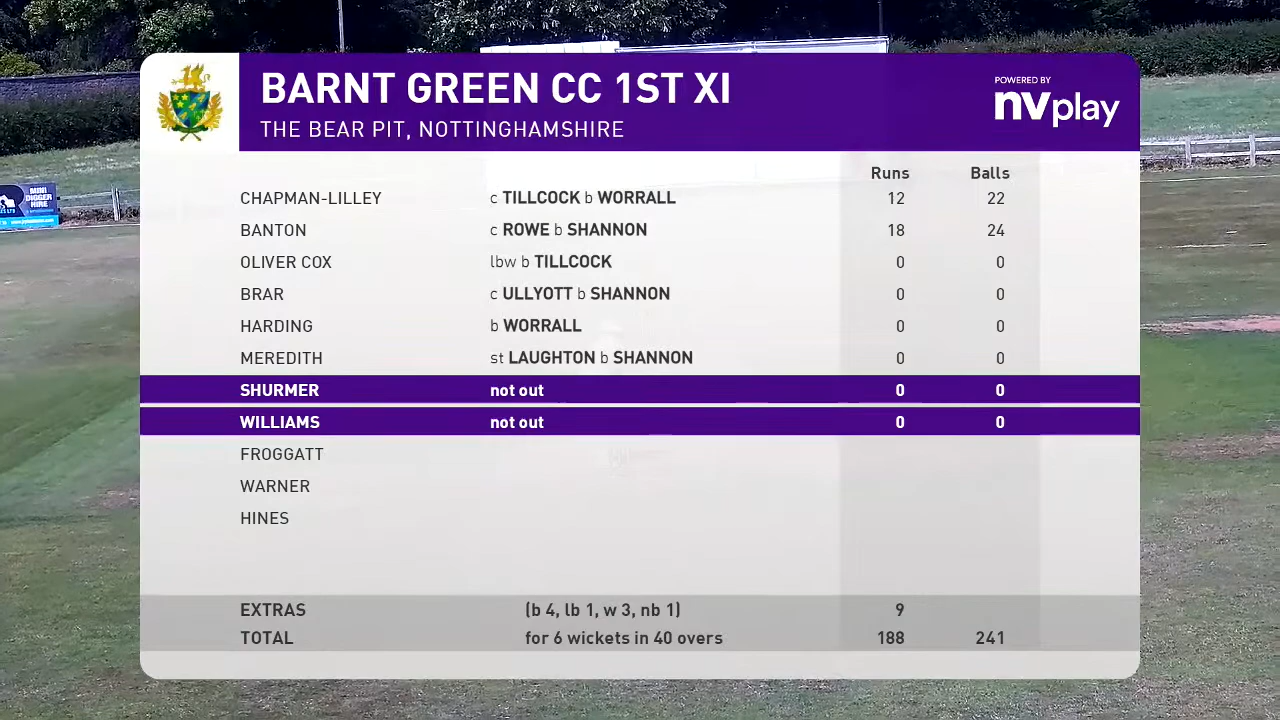 BARNT GREEN CC 1ST XI
THE BEAR PIT, NOTTINGHAMSHIRE
POWERED BY
nvplay
Runs Balls
CHAPMAN-LILLEY c TILLCOCK b WORRALL 12 22
BANTON c ROWE b SHANNON 18 24
OLIVER COX lbw b TILLCOCK 0 0
BRAR c ULLYOTT b SHANNON 0 0
HARDING b WORRALL 0 0
MEREDITH st LAUGHTON b SHANNON 0 0
SHURMER not out 0 0
WILLIAMS not out 0 0
FROGGATT
WARNER
HINES
EXTRAS (b 4, lb 1, w 3, nb 1) 9
TOTAL for 6 wickets in 40 overs 188 241
MINI
DIGGER
HIRE